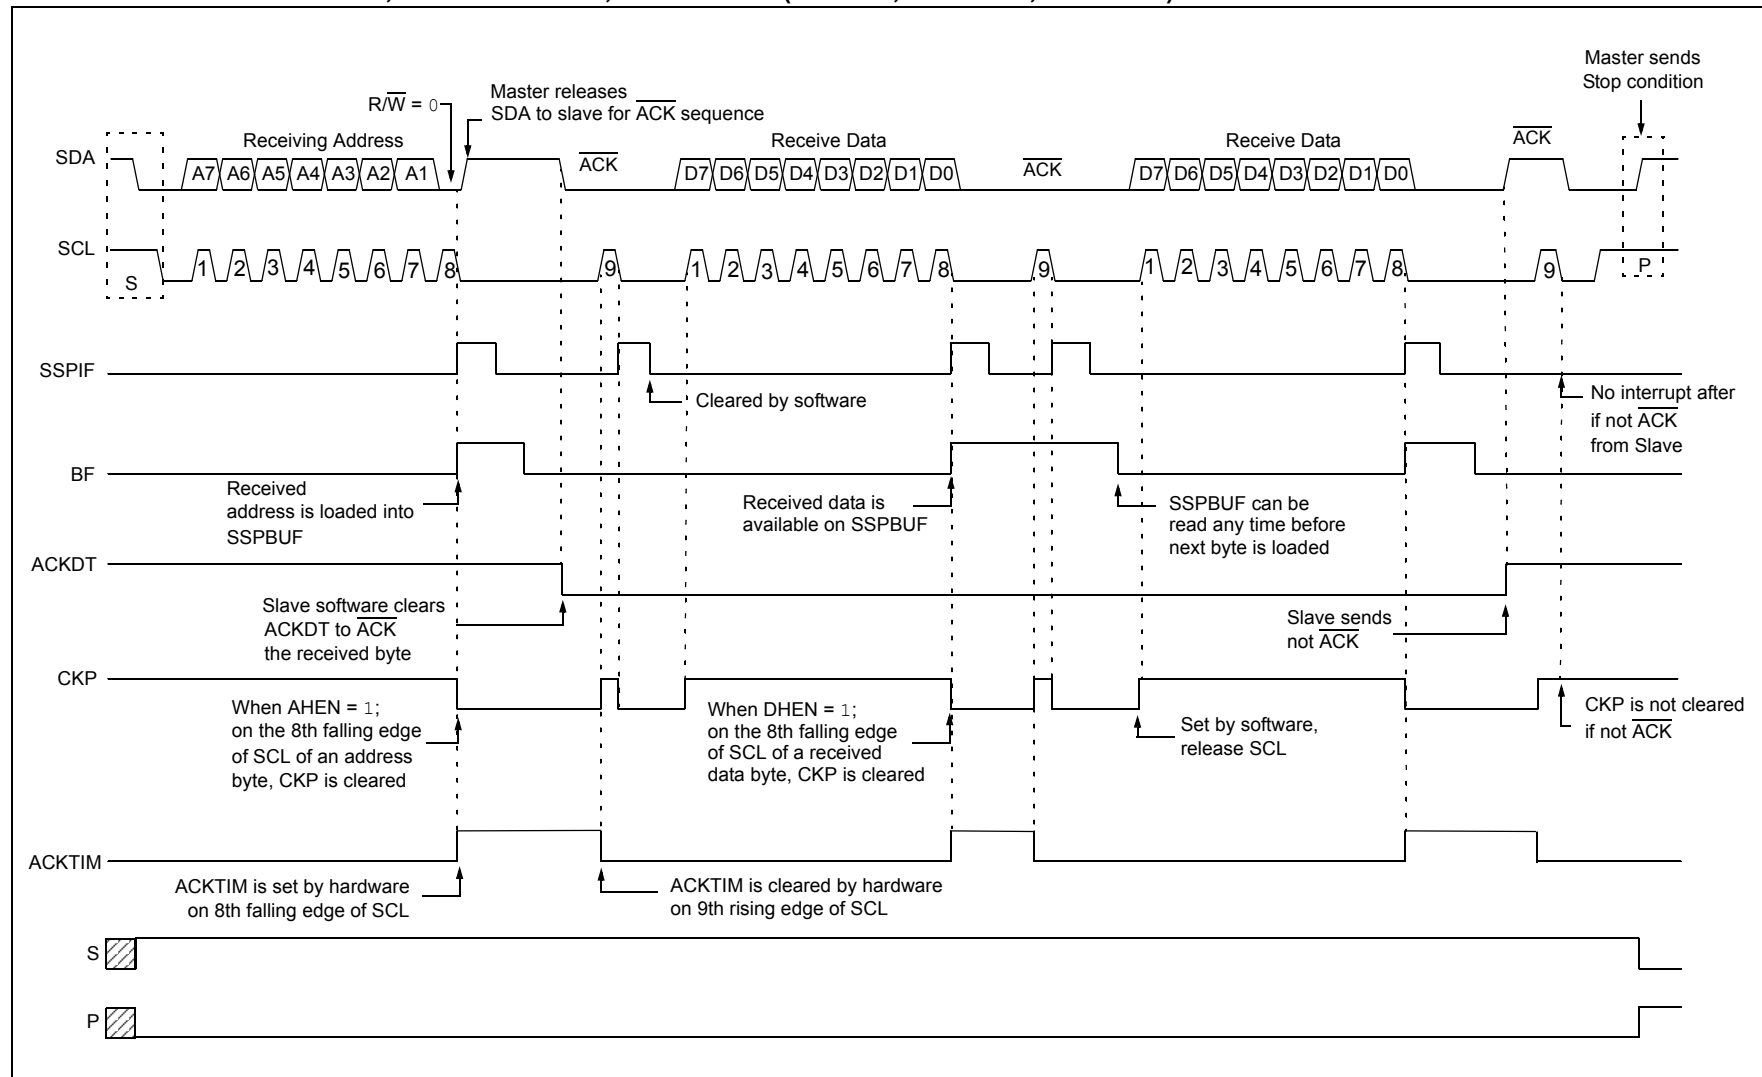 Master sends
Stop condition
R/W = 0
Master releases
SDA to slave for ACK sequence
Receiving Address
Receive Data
Receive Data
ACK
SDA
A7 A6 A5 A4 A3 A2 A1
ACK
D7 D6 D5 D4 D3 D2 D1 D0
ACK
D7 D6 D5 D4 D3 D2 D1 D0
SCL
S
1 2 3 4 5 6 7 8
9
1 2 3 4 5 6 7 8
9
1 2 3 4 5 6 7 8
9
P
SSPIF
Cleared by software
No interrupt after
if not ACK
from Slave
BF
Received
address is loaded into
SSPBUF
Received data is
available on SSPBUF
SSPBUF can be
read any time before
next byte is loaded
ACKDT
Slave software clears
ACKDT to ACK
the received byte
Slave sends
not ACK
CKP
When AHEN = 1;
on the 8th falling edge
of SCL of an address
byte, CKP is cleared
When DHEN = 1;
on the 8th falling edge
of SCL of a received
data byte, CKP is cleared
Set by software,
release SCL
CKP is not cleared
if not ACK
ACKTIM
ACKTIM is set by hardware
on 8th falling edge of SCL
ACKTIM is cleared by hardware
on 9th rising edge of SCL
S
P